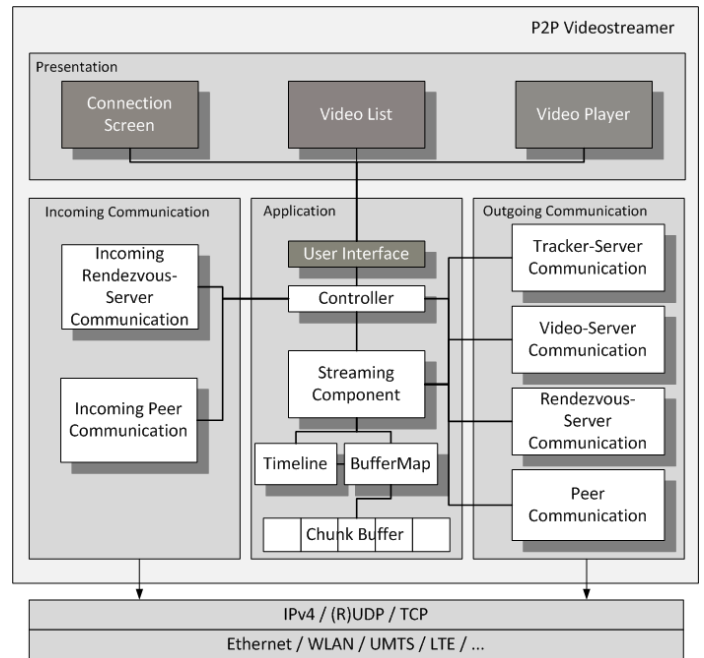 P2P Videostreamer
Presentation
Connection
Screen
Video List
Video Player
Incoming Communication
Incoming
Rendezvous-
Server
Communication
Incoming Peer
Communication
Application
User Interface
Controller
Streaming
Component
Timeline
BufferMap
Chunk Buffer
Outgoing Communication
Tracker-Server
Communication
Video-Server
Communication
Rendezvous-
Server
Communication
Peer
Communication
IPv4 / (R)UDP / TCP
Ethernet / WLAN / UMTS / LTE / ...